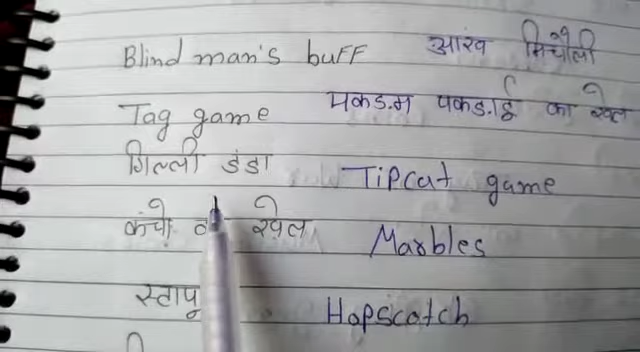 Blind man's buff आंख मिचौली
Tag game पकड़म पकड़ाई का खेल
गिल्ली डंडा Tipcat game
कंचो खेल Marbles
स्टापू Hopscotch